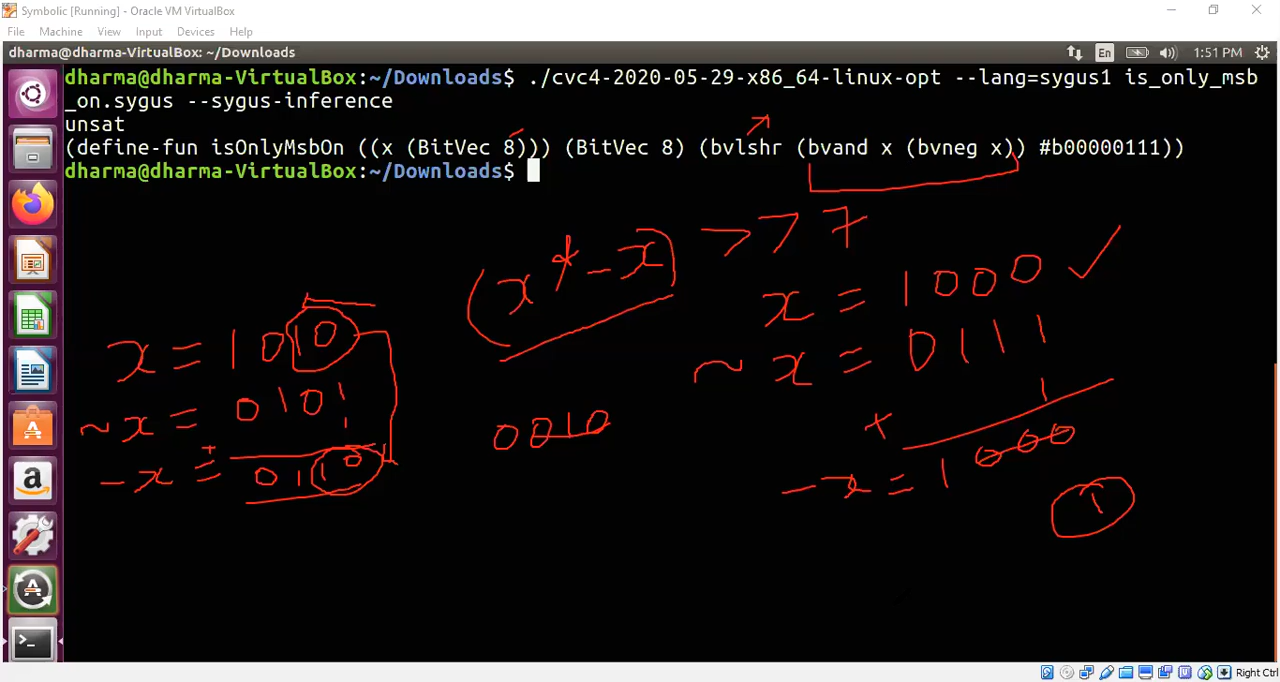 Symbolic [Running] - Oracle VM VirtualBox
File Machine View Input Devices Help
dharma@dharma-VirtualBox: ~/Downloads
En
1:51 PM
dharma@dharma-VirtualBox:~/Downloads$ ./cvc4-2020-05-29-x86_64-linux-opt --lang=sygus1 is_only_msb
_on.sygus --sygus-inference
unsat
(define-fun isOnlyMsbOn ((x (BitVec 8))) (BitVec 8) (bvlshr (bvand x (bvneg x)) #b00000111))
dharma@dharma-VirtualBox:~/Downloads$
(x * -x) >> 7
x = 1000 ✓
~x = 0111
+ 1
-x = 1000
1
x = 1010
~x = 0101
+ 1
-x = 0110
0010
Right Ctrl